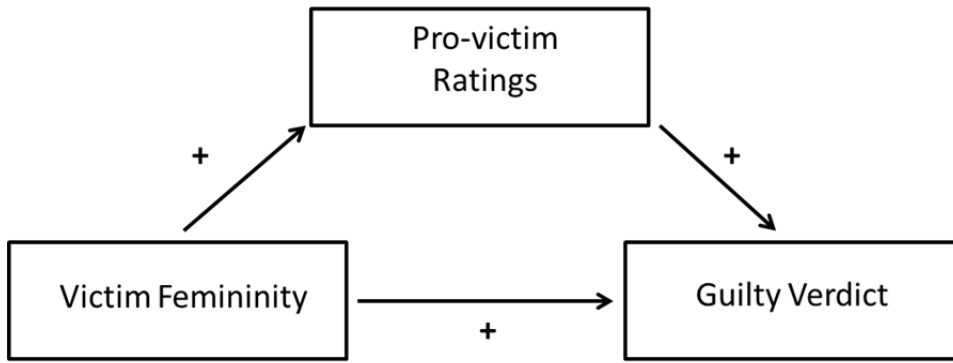 Pro-victim
Ratings
+
+
Victim Femininity
Guilty Verdict
+